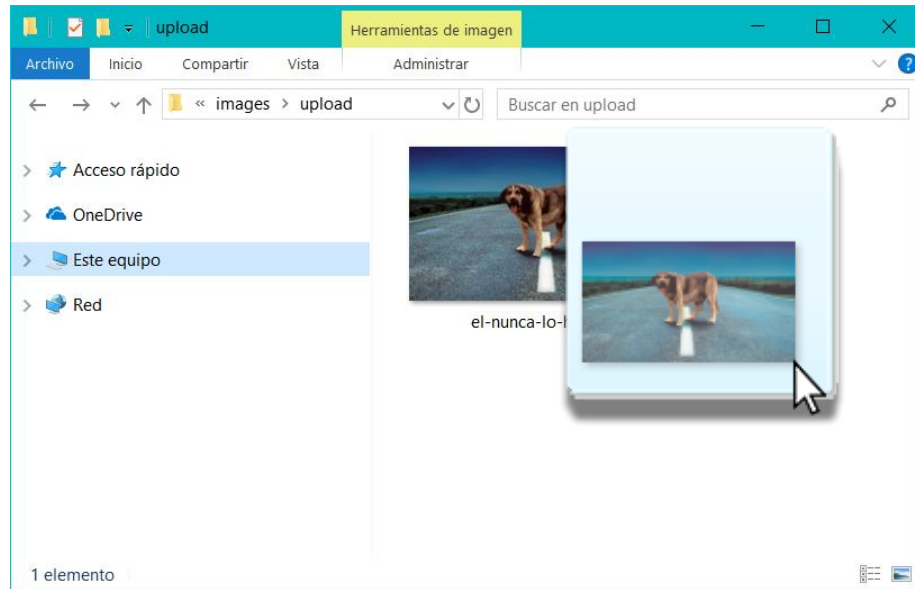 upload
Herramientas de imagen
Archivo Inicio Compartir Vista Administrar
« images > upload
Buscar en upload
Acceso rápido
OneDrive
Este equipo
Red
el-nunca-lo-
1 elemento